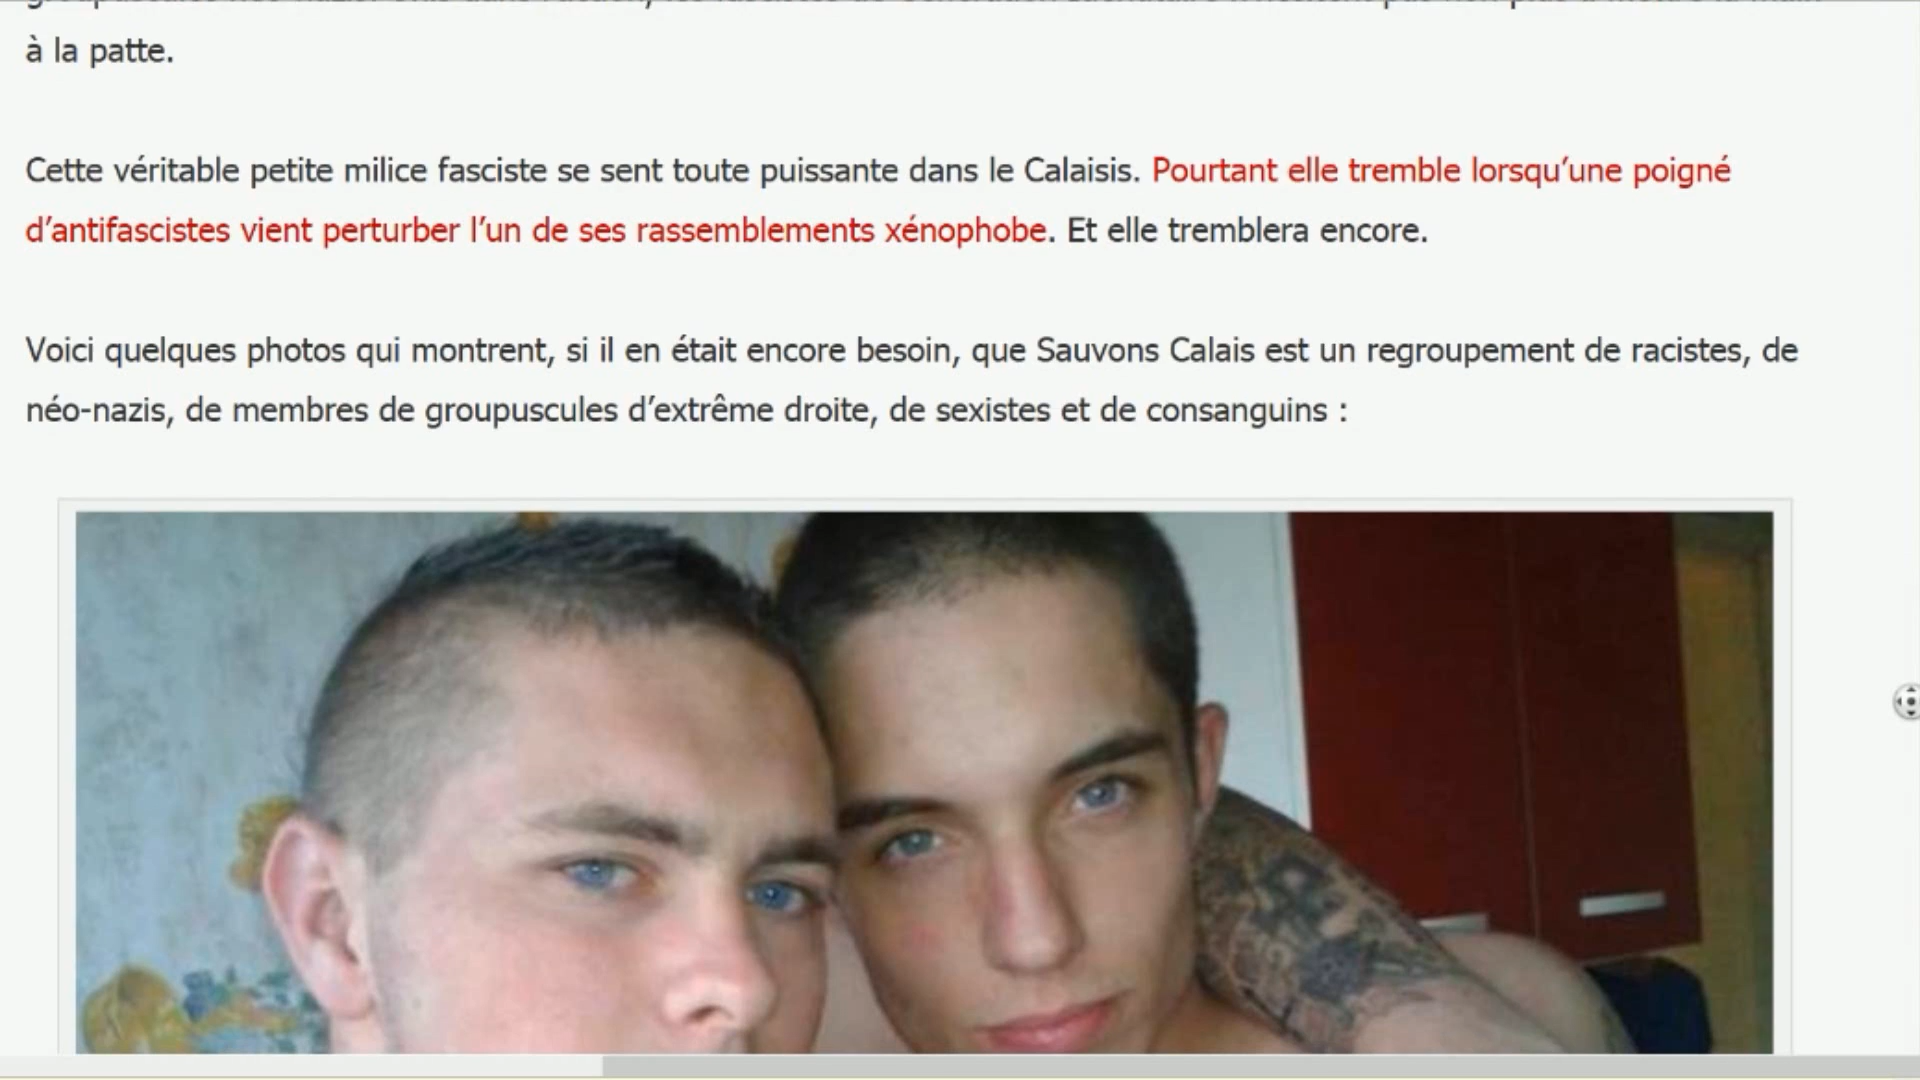 à la patte.
Cette véritable petite milice fasciste se sent toute puissante dans le Calaisis. Pourtant elle tremble lorsqu’une poigné
d’antifascistes vient perturber l’un de ses rassemblements xénophobe. Et elle tremblera encore.
Voici quelques photos qui montrent, si il en était encore besoin, que Sauvons Calais est un regroupement de racistes, de
néo-nazis, de membres de groupuscules d’extrême droite, de sexistes et de consanguins :